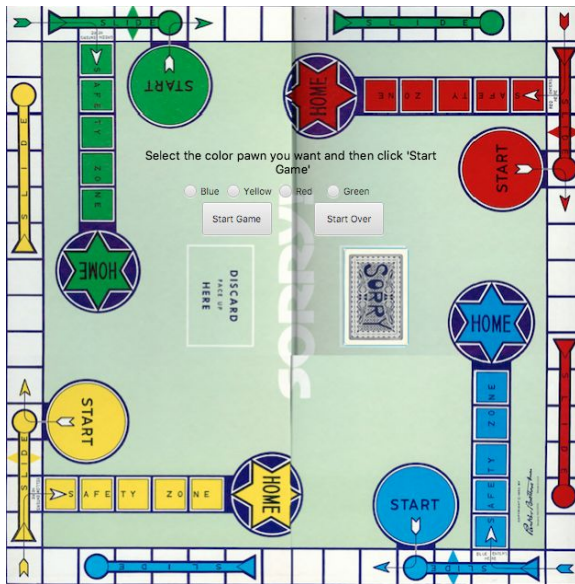 SLIDE
SLIDE
START
SAFETY ZONE
HOME
SAFETY ZONE
START
SLIDE
Select the color pawn you want and then click 'Start
Game'
Blue
Yellow
Red
Green
Start Game
Start Over
HOME
DISCARD
FACE UP
HERE
SORRY!
SORRY
HOME
START
SLIDE
SAFETY ZONE
HOME
SLIDE
SAFETY ZONE
START
SLIDE
SLIDE